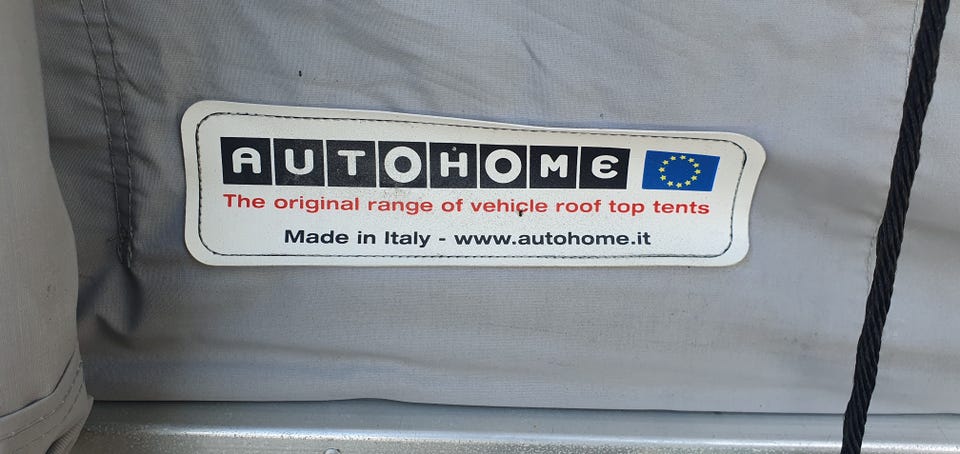 AUTOHOME
The original range of vehicle roof top tents
Made in Italy - www.autohome.it